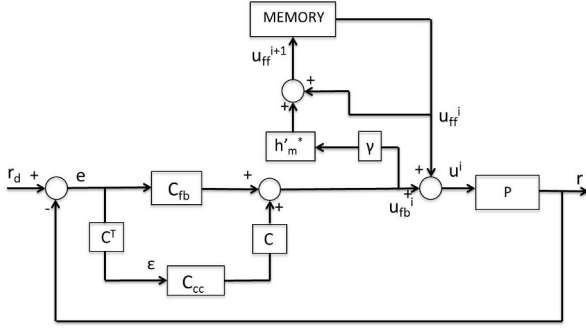 MEMORY
u_ff^i+1
+
+
u_ff^i
h'_m^*
γ
r_d
+
e
-
C_fb
+
+
+
+
u_fb^i
u^i
P
r
C^T
C
ε
C_cc